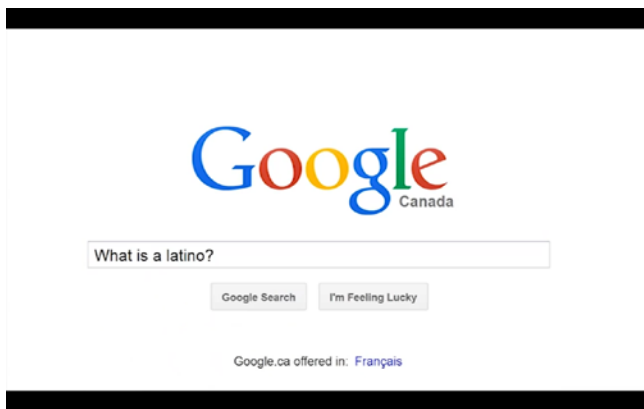 Google
Canada
What is a latino?
Google Search I'm Feeling Lucky
Google.ca offered in: Français